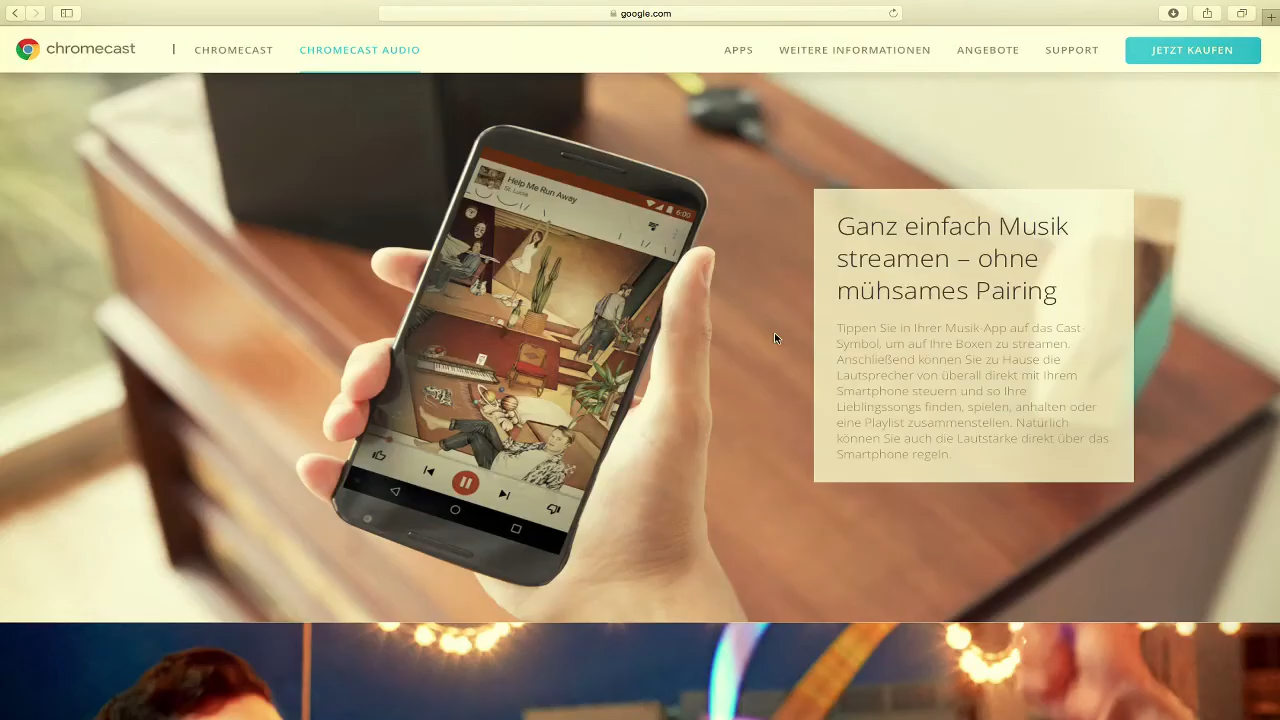 google.com
chromecast
CHROMECAST
CHROMECAST AUDIO
APPS
WEITERE INFORMATIONEN
ANGEBOTE
SUPPORT
JETZT KAUFEN
Help Me Run Away
St. Lucia
6:00
Ganz einfach Musik
streamen – ohne
mühsames Pairing
Tippen Sie in Ihrer Musik-App auf das Cast-
Symbol, um auf Ihre Boxen zu streamen.
Anschließend können Sie zu Hause die
Lautsprecher von überall direkt mit Ihrem
Smartphone steuern und so Ihre
Lieblingssongs finden, spielen, anhalten oder
eine Playlist zusammenstellen. Natürlich
können Sie auch die Lautstärke direkt über das
Smartphone regeln.